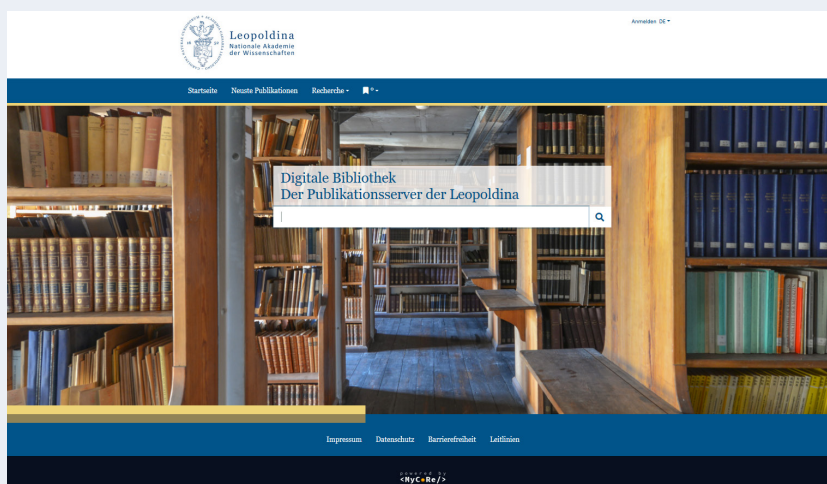 Leopoldina
Nationale Akademie
der Wissenschaften
Anmelden DE
Startseite Neuste Publikationen Recherche 0
Digitale Bibliothek
Der Publikationsserver der Leopoldina
Impressum Datenschutz Barrierefreiheit Leitlinien
powered by
<MyCoRe/>